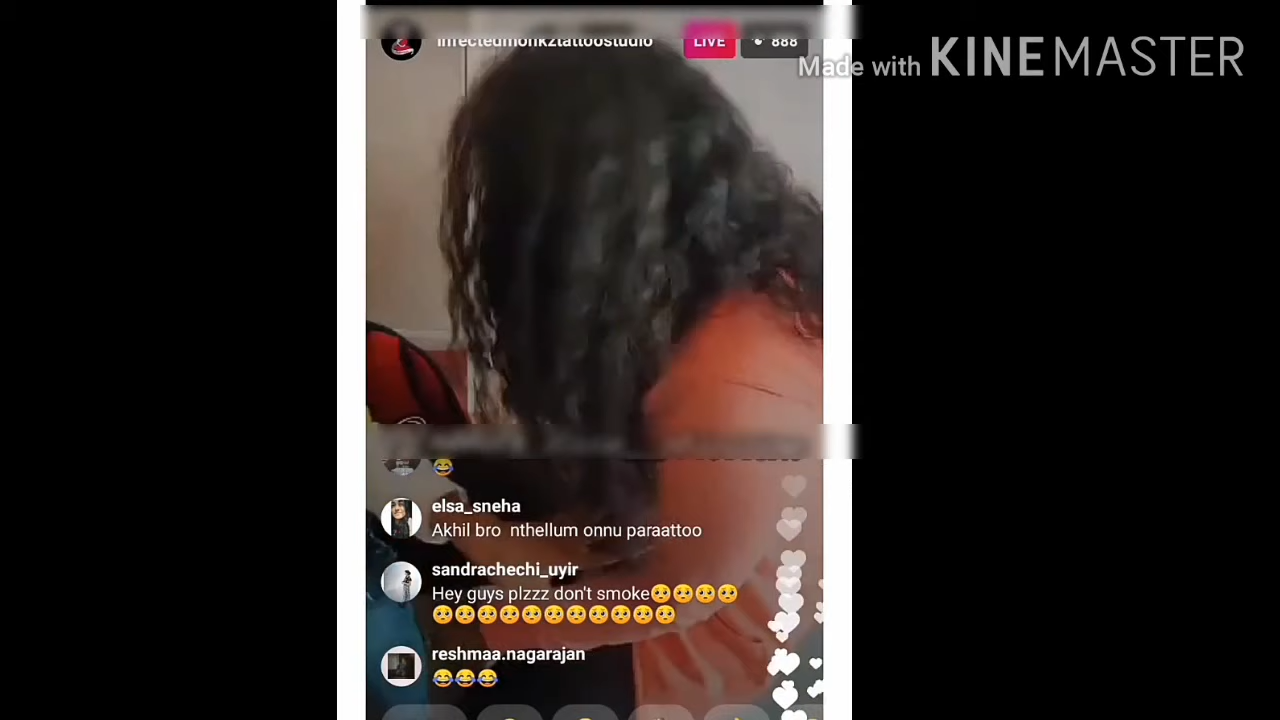 infectedmonkztattoostudio LIVE 888
Made with KINEMASTER
😂
elsa_sneha
Akhil bro nthellum onnu paraattoo
sandrachechi_uyir
Hey guys plzzz don't smoke🥺🥺🥺🥺
🥺🥺🥺🥺🥺🥺🥺🥺🥺🥺🥺
reshmaa.nagarajan
😂😂😂